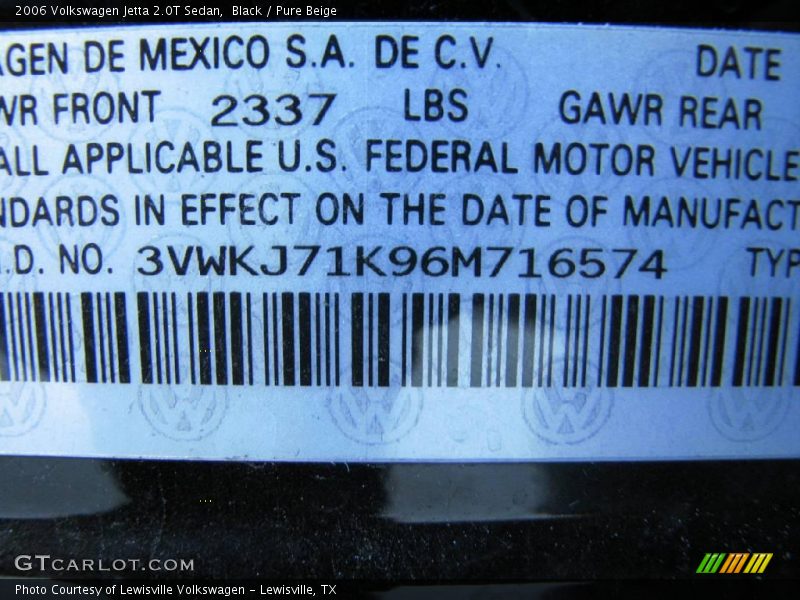 2006 Volkswagen Jetta 2.0T Sedan, Black / Pure Beige
AGEN DE MEXICO S.A. DE C.V. DATE
WR FRONT 2337 LBS GAWR REAR
ALL APPLICABLE U.S. FEDERAL MOTOR VEHICLE
NDARDS IN EFFECT ON THE DATE OF MANUFACT
.D. NO. 3VWKJ71K96M716574 TYP
GTCARLOT.COM
Photo Courtesy of Lewisville Volkswagen - Lewisville, TX